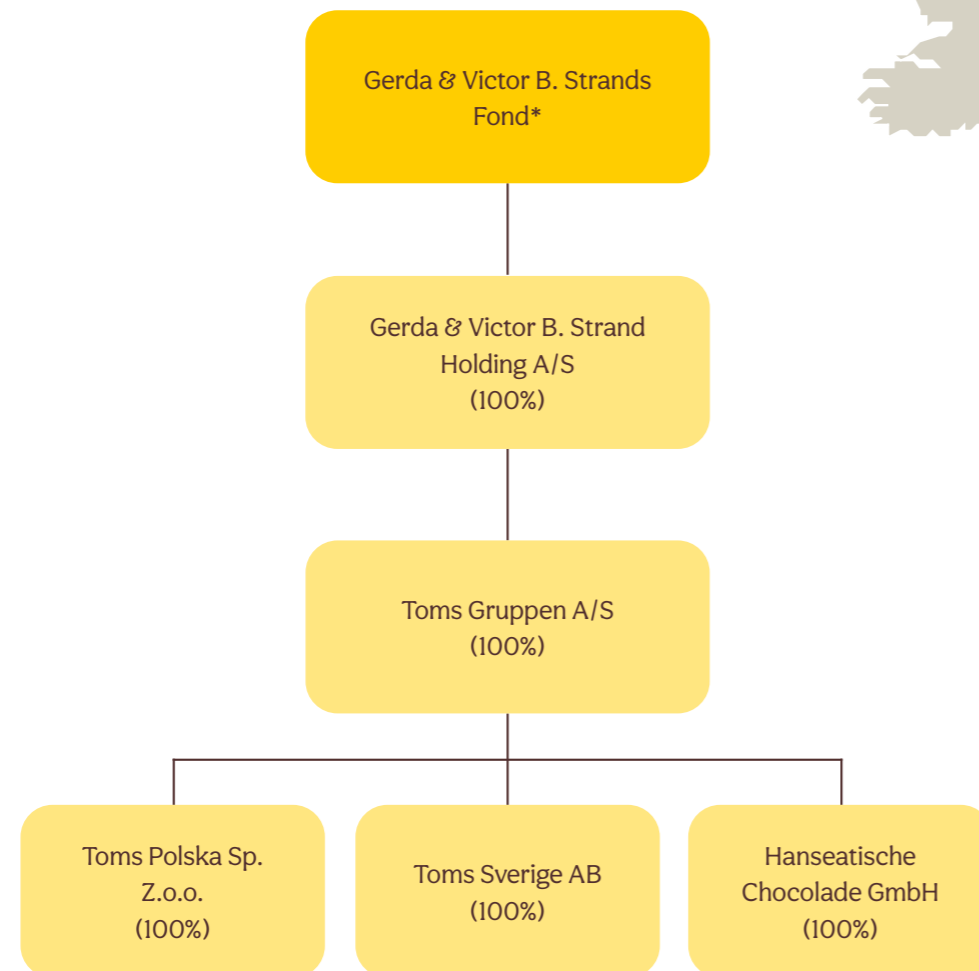 Gerda & Victor B. Strands
Fond*
Gerda & Victor B. Strand
Holding A/S
(100%)
Toms Gruppen A/S
(100%)
Toms Polska Sp.
Z.o.o.
(100%)
Toms Sverige AB
(100%)
Hanseatische
Chocolade GmbH
(100%)